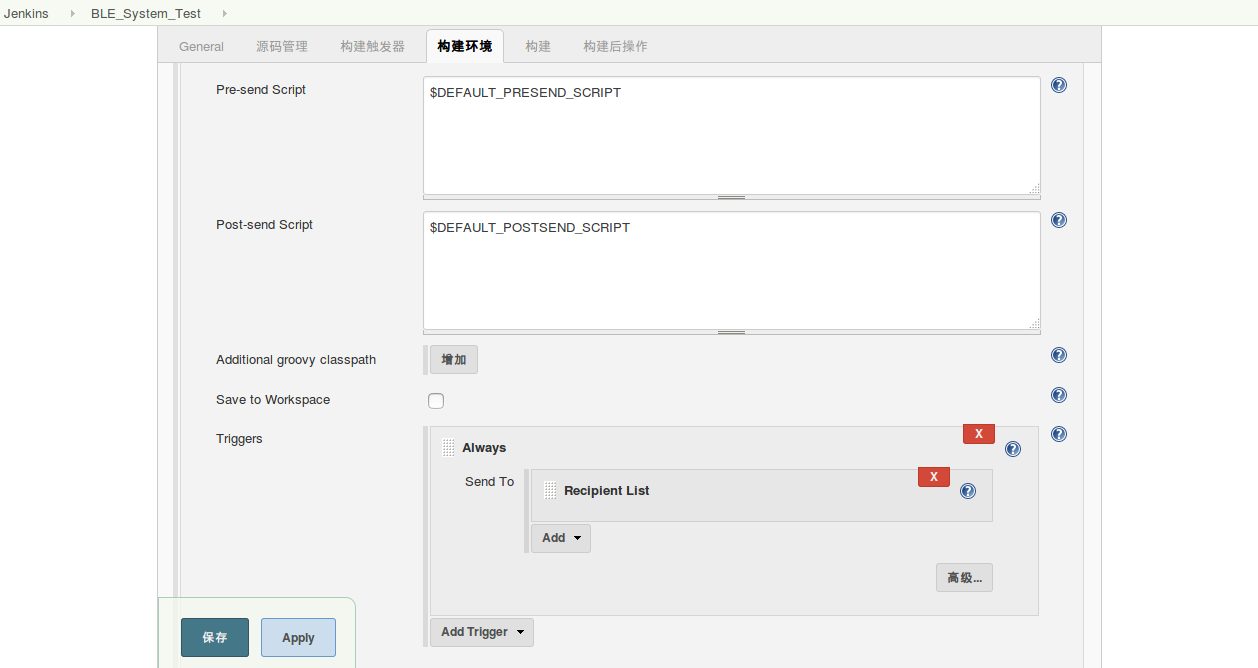 Jenkins BLE_System_Test
General 源码管理 构建触发器 构建环境 构建 构建后操作
Pre-send Script
$DEFAULT_PRESEND_SCRIPT
Post-send Script
$DEFAULT_POSTSEND_SCRIPT
Additional groovy classpath
增加
Save to Workspace
Triggers
X
Always
Send To
X
Recipient List
Add
高级...
Add Trigger
保存 Apply